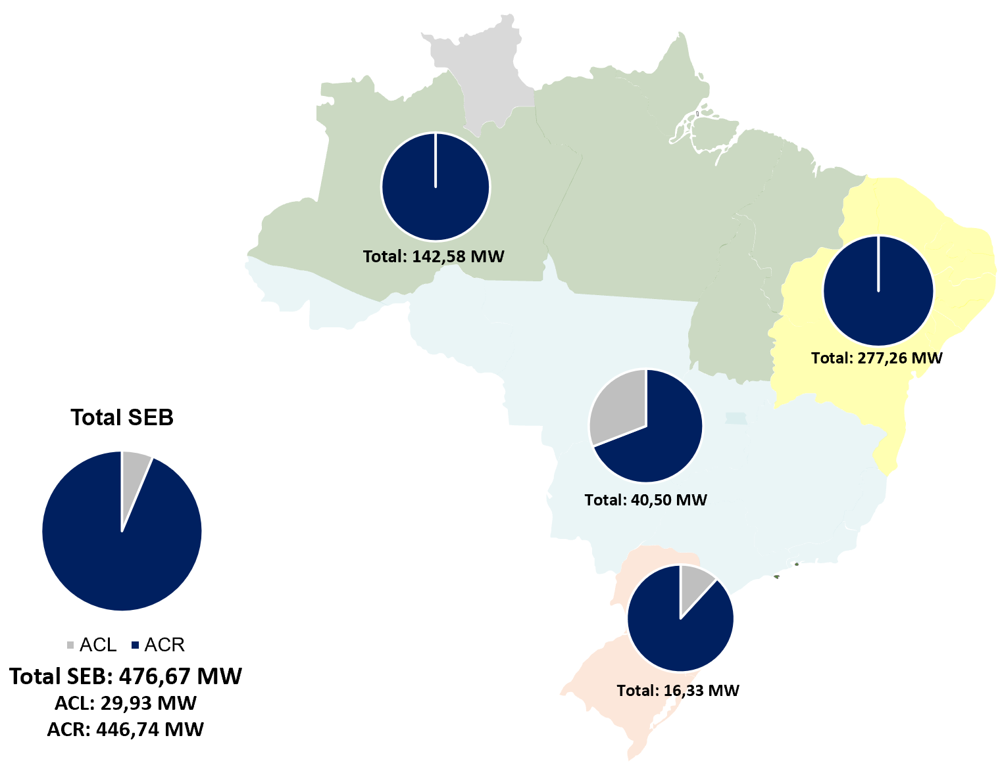 Total: 142,58 MW
Total: 277,26 MW
Total: 40,50 MW
Total: 16,33 MW
Total SEB
ACL ACR
Total SEB: 476,67 MW
ACL: 29,93 MW
ACR: 446,74 MW